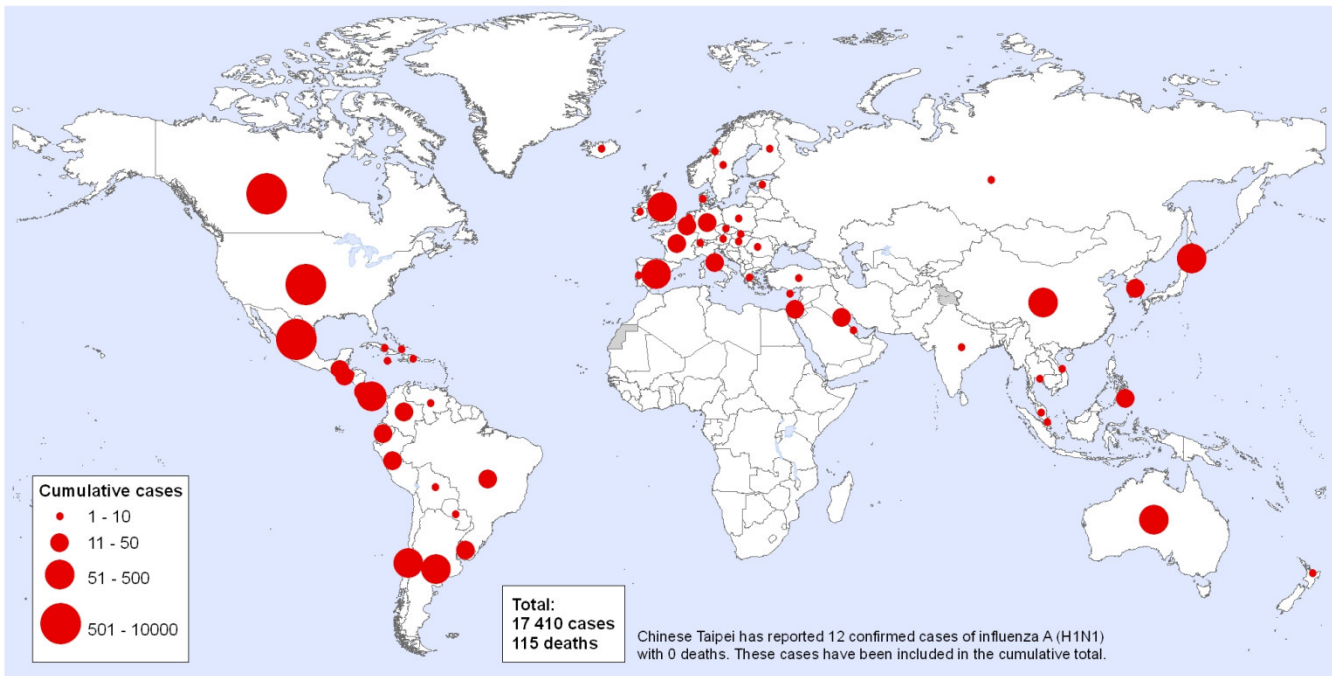 Cumulative cases
1 - 10
11 - 50
51 - 500
501 - 10000
Total:
17 410 cases
115 deaths
Chinese Taipei has reported 12 confirmed cases of influenza A (H1N1)
with 0 deaths. These cases have been included in the cumulative total.